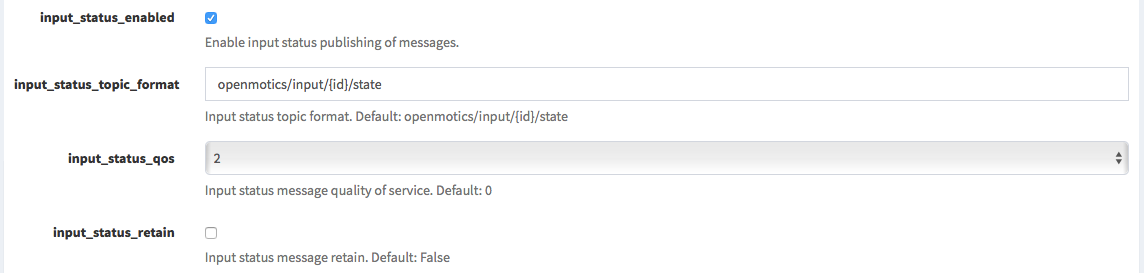 input_status_enabled
Enable input status publishing of messages.
input_status_topic_format
openmotics/input/{id}/state
Input status topic format. Default: openmotics/input/{id}/state
input_status_qos
2
Input status message quality of service. Default: 0
input_status_retain
Input status message retain. Default: False